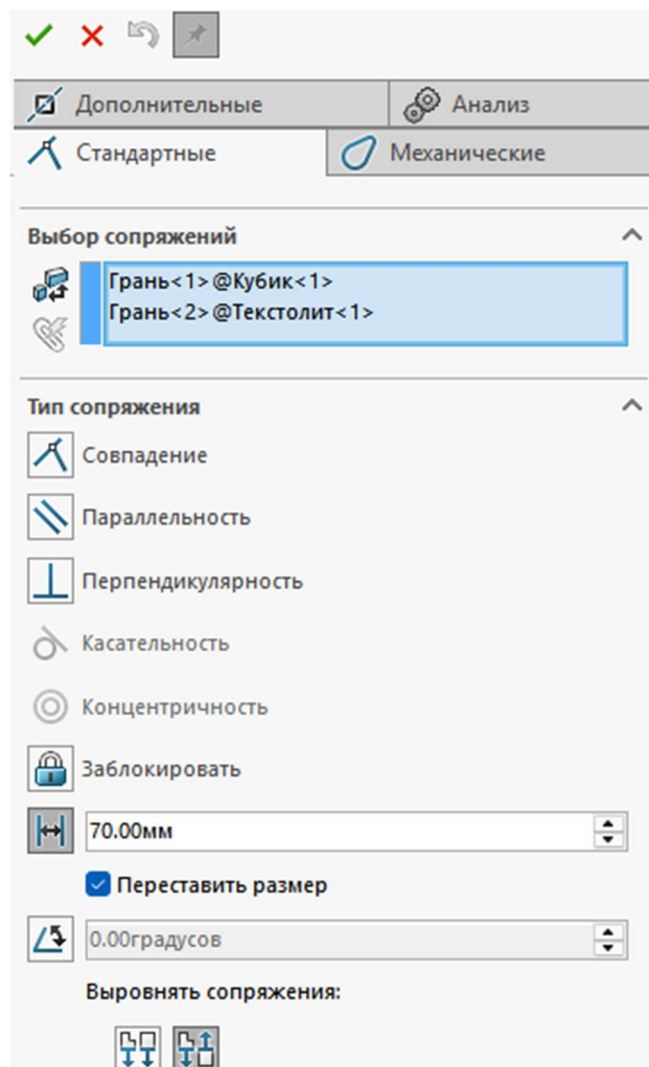 Дополнительные
Анализ
Стандартные
Механические
Выбор сопряжений
Грань<1>@Кубик<1>
Грань<2>@Текстолит<1>
Тип сопряжения
Совпадение
Параллельность
Перпендикулярность
Касательность
Концентричность
Заблокировать
70.00мм
Переставить размер
0.00градусов
Выровнять сопряжения: